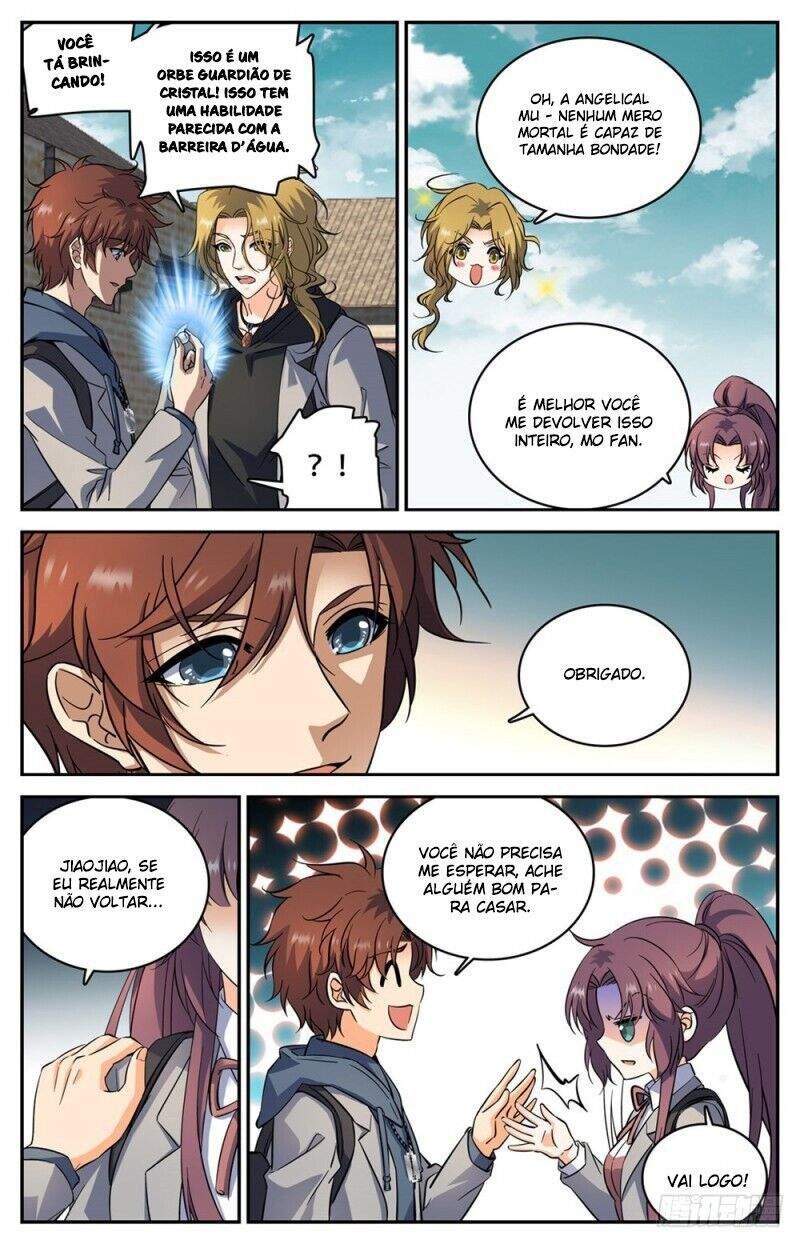 VOCÊ
TÁ BRIN-
CANDO!
ISSO É UM
ORBE GUARDIÃO DE
CRISTAL! ISSO TEM
UMA HABILIDADE
PARECIDA COM A
BARREIRA D'ÁGUA.
?!
OH, A ANGELICAL
MU - NENHUM MERO
MORTAL É CAPAZ DE
TAMANHA BONDADE!
É MELHOR VOCÊ
ME DEVOLVER ISSO
INTEIRO, MO FAN.
OBRIGADO.
JIAOJIAO, SE
EU REALMENTE
NÃO VOLTAR...
VOCÊ NÃO PRECISA
ME ESPERAR, ACHE
ALGUÉM BOM PA-
RA CASAR.
VAI LOGO!